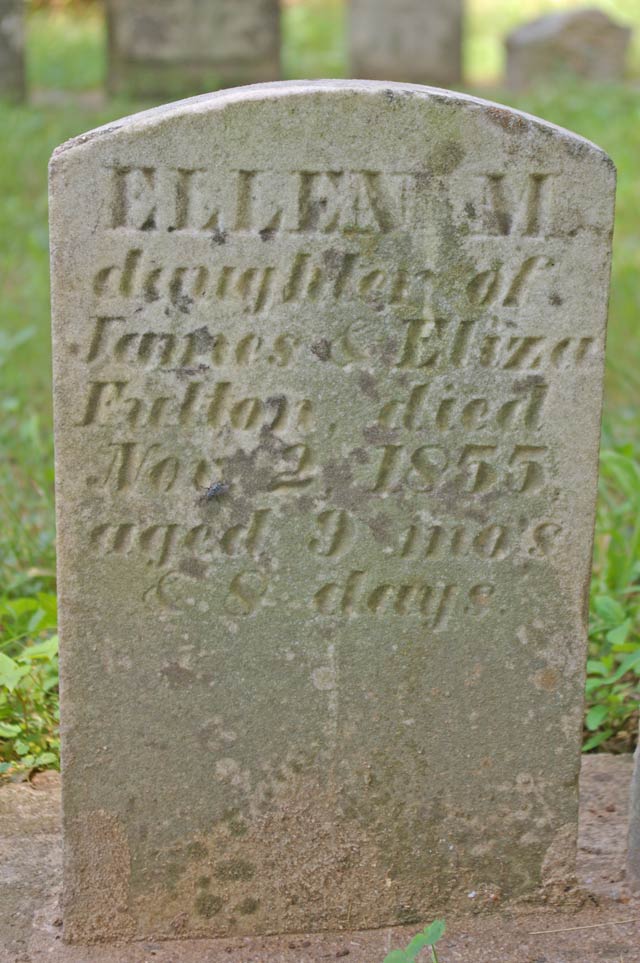 ELLEN M.
daughter of
James & Eliza
Fulton, died
Nov. 2, 1855,
aged 9 mo's
& 8 days.